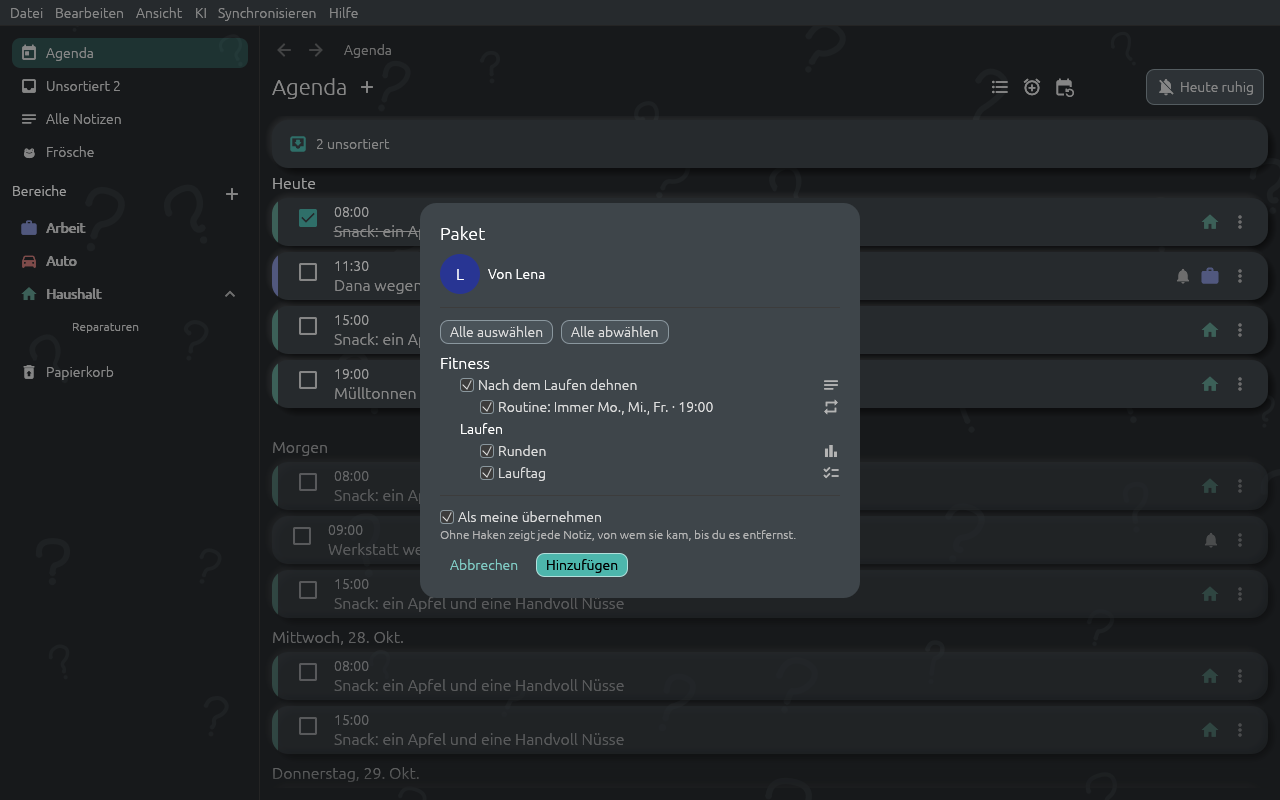 Datei Bearbeiten Ansicht KI Synchronisieren Hilfe
Agenda
Unsortiert 2
Alle Notizen
Frösche
Bereiche
Arbeit
Auto
Haushalt
Reparaturen
Papierkorb
Agenda
Agenda
Heute ruhig
2 unsortiert
Heute
08:00
Snack: ein
11:30
Dana wegen
15:00
Snack: ein
19:00
Mülltonnen
Morgen
08:00
Snack: ein
09:00
Werkstatt
15:00
Snack: ein Apfel und eine Handvoll Nüsse
Mittwoch, 28. Okt.
08:00
Snack: ein Apfel und eine Handvoll Nüsse
15:00
Snack: ein Apfel und eine Handvoll Nüsse
Donnerstag, 29. Okt.
Paket
L
Von Lena
Alle auswählen Alle abwählen
Fitness
Nach dem Laufen dehnen
Routine: Immer Mo., Mi., Fr. · 19:00
Laufen
Runden
Lauftag
Als meine übernehmen
Ohne Haken zeigt jede Notiz, von wem sie kam, bis du es entfernst.
Abbrechen Hinzufügen